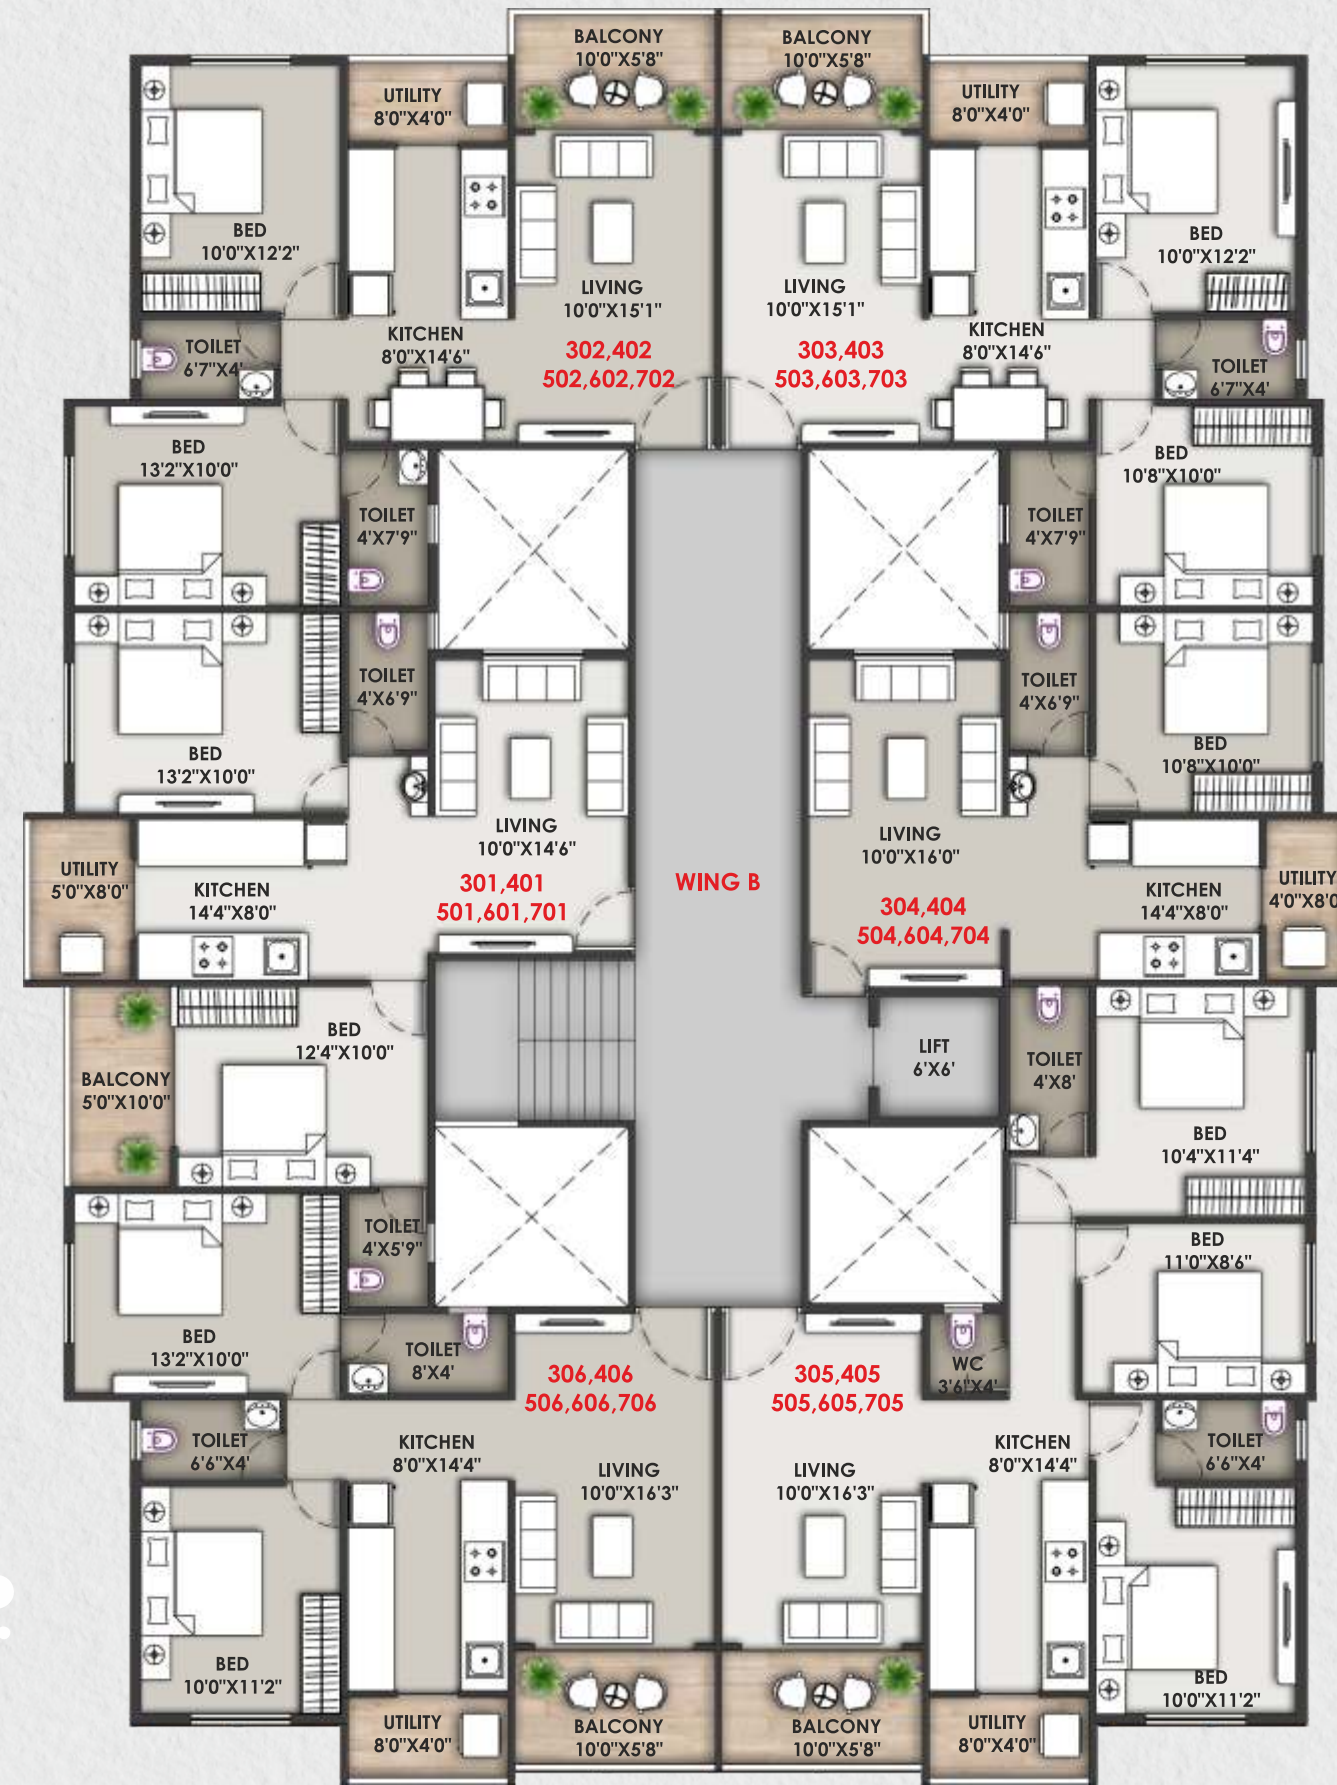 BALCONY
10'0"X5'8"
BALCONY
10'0"X5'8"
UTILITY
8'0"X4'0"
UTILITY
8'0"X4'0"
BED
10'0"X12'2"
LIVING
10'0"X15'1"
LIVING
10'0"X15'1"
BED
10'0"X12'2"
TOILET
6'7"X4'
KITCHEN
8'0"X14'6"
302,402
502,602,702
303,403
503,603,703
KITCHEN
8'0"X14'6"
TOILET
6'7"X4'
BED
13'2"X10'0"
BED
10'8"X10'0"
TOILET
4'X7'9"
TOILET
4'X7'9"
TOILET
4'X6'9"
TOILET
4'X6'9"
BED
13'2"X10'0"
BED
10'8"X10'0"
LIVING
10'0"X14'6"
LIVING
10'0"X16'0"
UTILITY
5'0"X8'0"
KITCHEN
14'4"X8'0"
301,401
501,601,701
WING B
304,404
504,604,704
KITCHEN
14'4"X8'0"
UTILITY
4'0"X8'0
BED
12'4"X10'0"
LIFT
6'X6'
TOILET
4'X8'
BALCONY
5'0"X10'0"
BED
10'4"X11'4"
TOILET
4'X5'9"
BED
11'0"X8'6"
BED
13'2"X10'0"
TOILET
8'X4'
306,406
506,606,706
305,405
505,605,705
WC
3'6"X4'
TOILET
6'6"X4'
KITCHEN
8'0"X14'4"
LIVING
10'0"X16'3"
LIVING
10'0"X16'3"
KITCHEN
8'0"X14'4"
TOILET
6'6"X4'
BED
10'0"X11'2"
BED
10'0"X11'2"
UTILITY
8'0"X4'0"
BALCONY
10'0"X5'8"
BALCONY
10'0"X5'8"
UTILITY
8'0"X4'0"